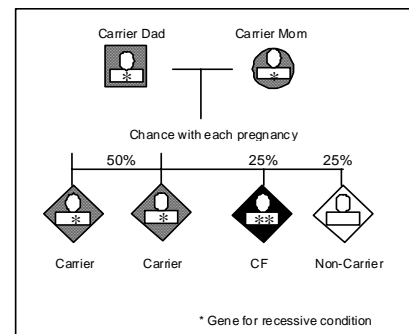 Carrier Dad Carrier Mom
* *
Chance with each pregnancy
50% 25% 25%
* * **
Carrier Carrier CF Non-Carrier
* Gene for recessive condition